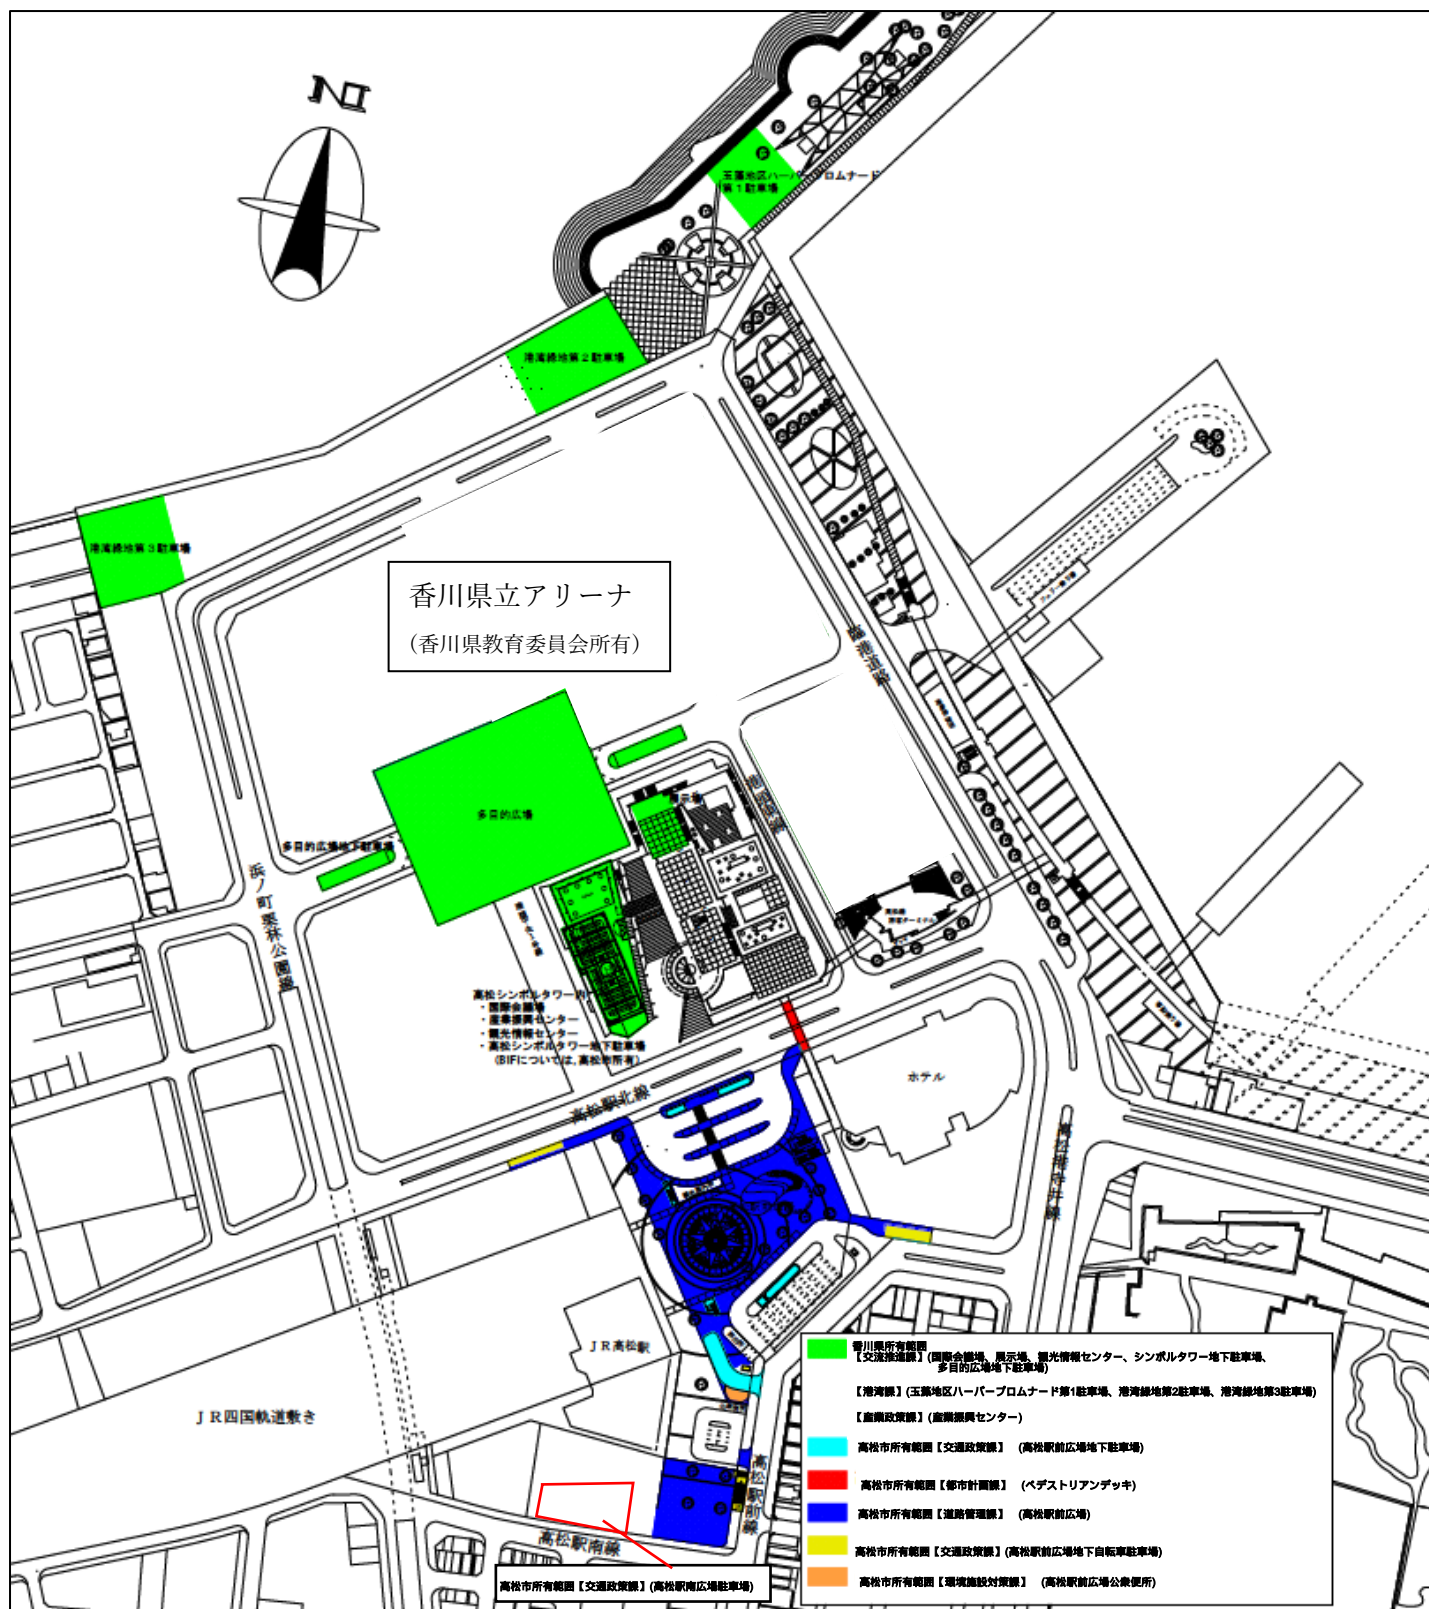 N
玉藻地区ハーバープロムナード
第1駐車場
港湾緑地第2駐車場
港湾緑地第3駐車場
香川県立アリーナ
(香川県教育委員会所有)
臨港道路
多目的広場
展示場
多目的広場地下駐車場
浜ノ町栗林公園線
高松シンボルタワー内
・国際会議場
・産業振興センター
・観光情報センター
・高松シンボルタワー地下駐車場
(BIFについては、高松市所有)
ホテル
高松駅北線
高松港寺井線
JR高松駅
JR四国軌道敷き
高松駅前線
高松駅南線
高松市所有範囲【交通政策課】(高松駅南広場駐車場)
香川県所有範囲
【交流推進課】(国際会議場、展示場、観光情報センター、シンボルタワー地下駐車場、
多目的広場地下駐車場)
【港湾課】(玉藻地区ハーバープロムナード第1駐車場、港湾緑地第2駐車場、港湾緑地第3駐車場)
【産業政策課】(産業振興センター)
高松市所有範囲【交通政策課】 (高松駅前広場地下駐車場)
高松市所有範囲【都市計画課】 (ペデストリアンデッキ)
高松市所有範囲【道路管理課】 (高松駅前広場)
高松市所有範囲【交通政策課】(高松駅前広場地下自転車駐車場)
高松市所有範囲【環境施設対策課】 (高松駅前広場公衆便所)